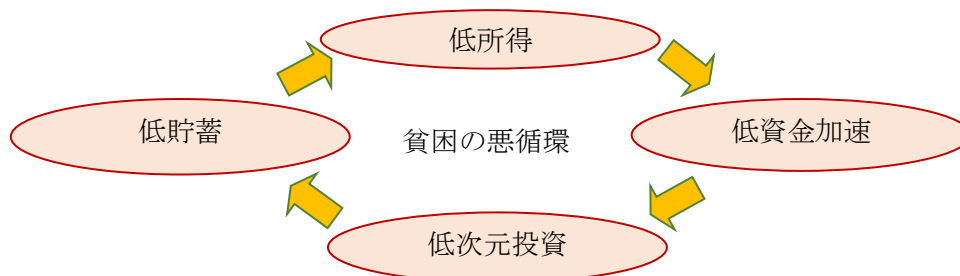 低所得
低貯蓄
貧困の悪循環
低資金加速
低次元投資